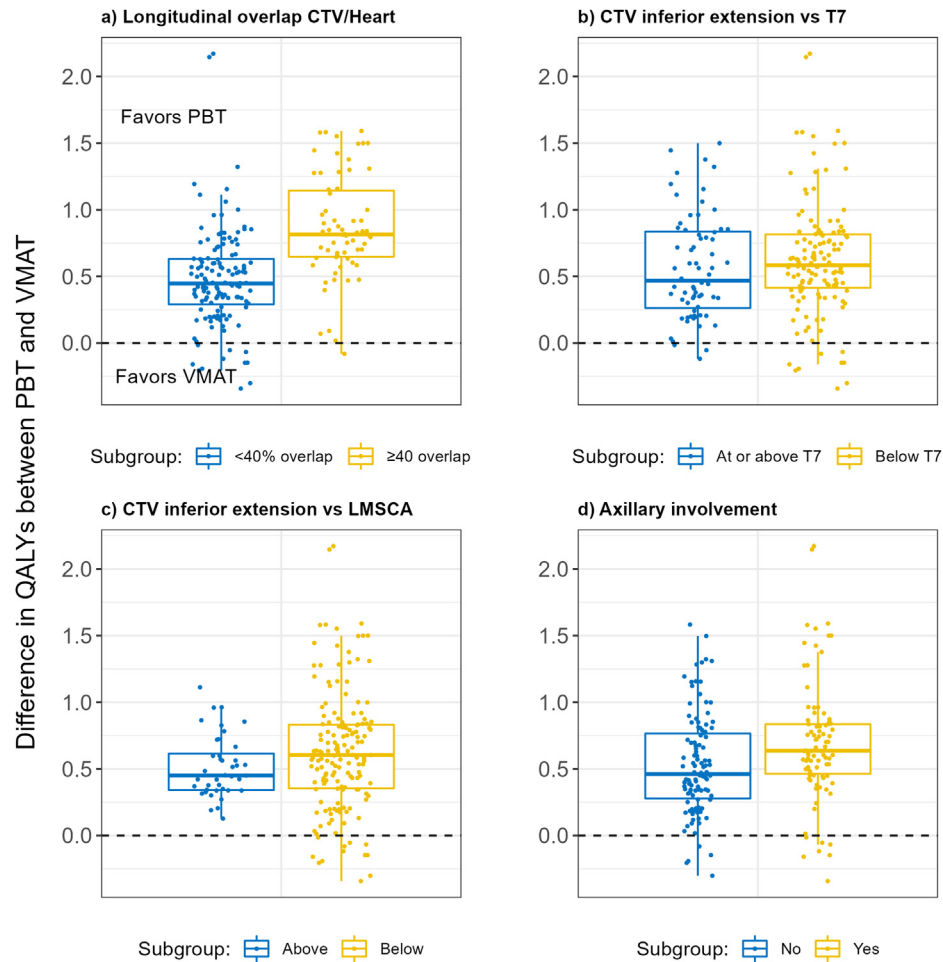 a) Longitudinal overlap CTV/Heart
b) CTV inferior extension vs T7
Difference in QALYs between PBT and VMAT
2.0
1.5
1.0
0.5
0.0
Favors PBT
Favors VMAT
2.0
1.5
1.0
0.5
0.0
Subgroup: <40% overlap ≥40 overlap
Subgroup: At or above T7 Below T7
c) CTV inferior extension vs LMSCA
d) Axillary involvement
2.0
1.5
1.0
0.5
0.0
2.0
1.5
1.0
0.5
0.0
Subgroup: Above Below
Subgroup: No Yes